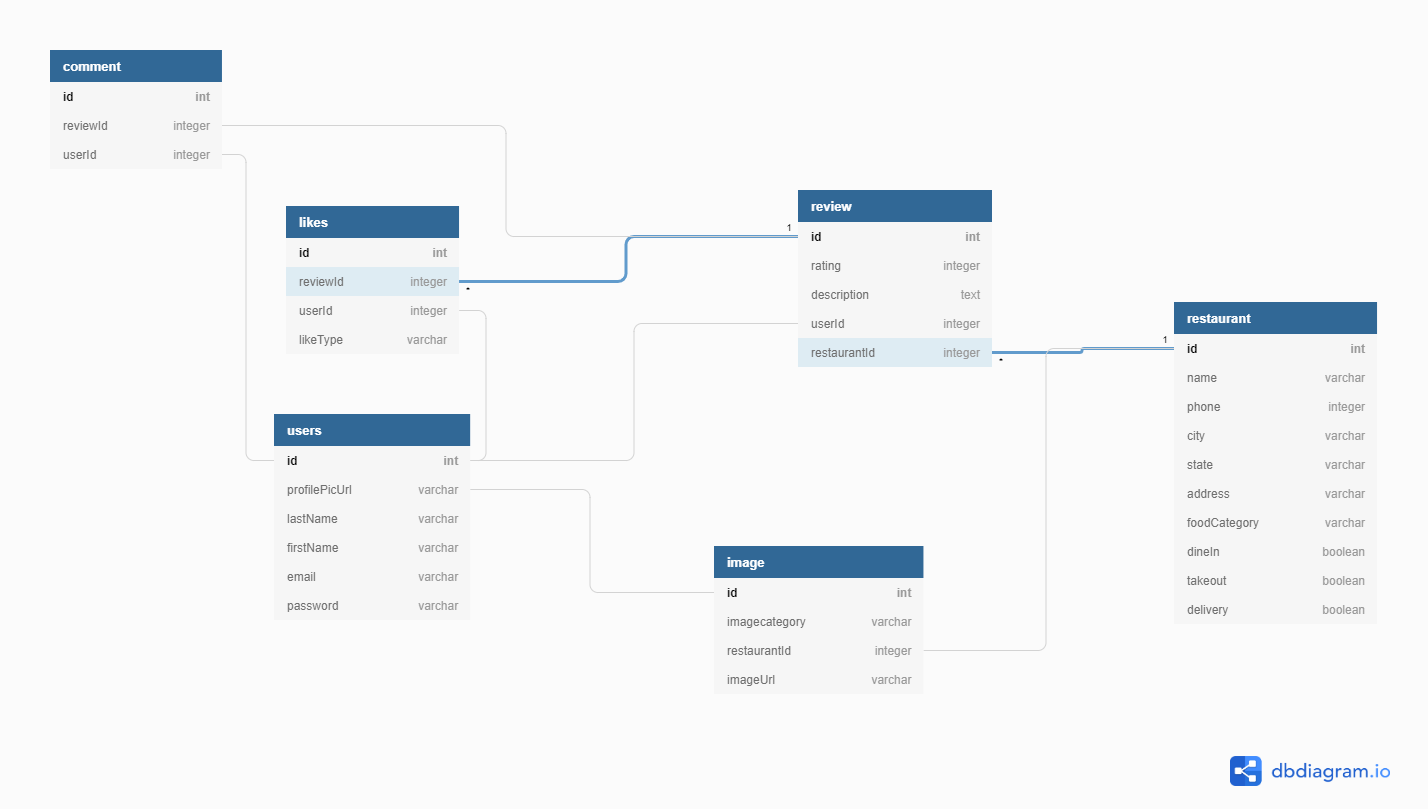 comment
id int
reviewId integer
userId integer
likes
id int
reviewId integer
userId integer
likeType varchar
users
id int
profilePicUrl varchar
lastName varchar
firstName varchar
email varchar
password varchar
review
id int
rating integer
description text
userId integer
restaurantId integer
image
id int
imagecategory varchar
restaurantId integer
imageUrl varchar
restaurant
id int
name varchar
phone integer
city varchar
state varchar
address varchar
foodCategory varchar
dineIn boolean
takeout boolean
delivery boolean
1
*
1
*
dbdiagram.io